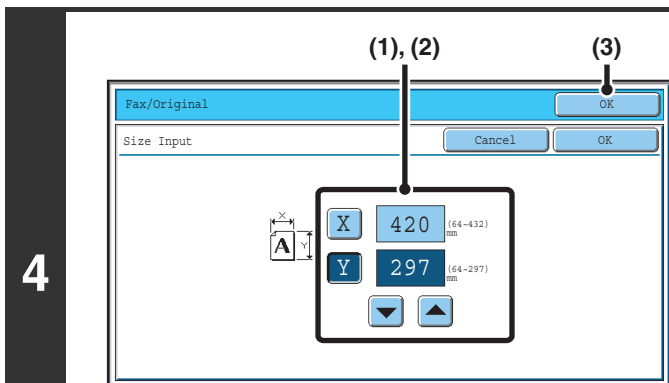 (1), (2) (3)
Fax/Original OK
Size Input Cancel OK
X 420 (64~432)
mm
A Y
Y 297 (64~297)
mm
4